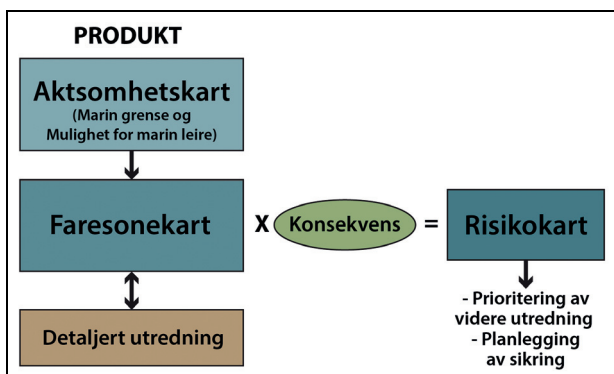 PRODUKT
Aktsomhetskart
(Marin grense og
Mulighet for marin leire)
Faresonekart
X
Konsekvens
=
Risikokart
Detaljert utredning
- Prioritering av
videre utredning
- Planlegging
av sikring